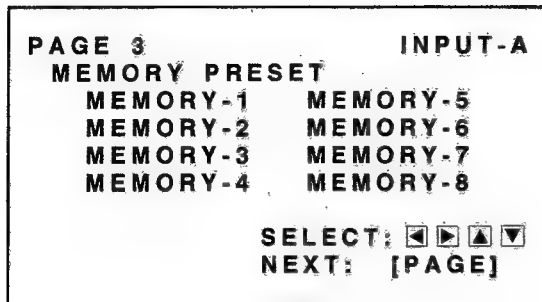 PAGE 3 INPUT-A
MEMORY PRESET
MEMORY-1 MEMORY-5
MEMORY-2 MEMORY-6
MEMORY-3 MEMORY-7
MEMORY-4 MEMORY-8
SELECT: ◀ ▶ ▲ ▼
NEXT: [PAGE]